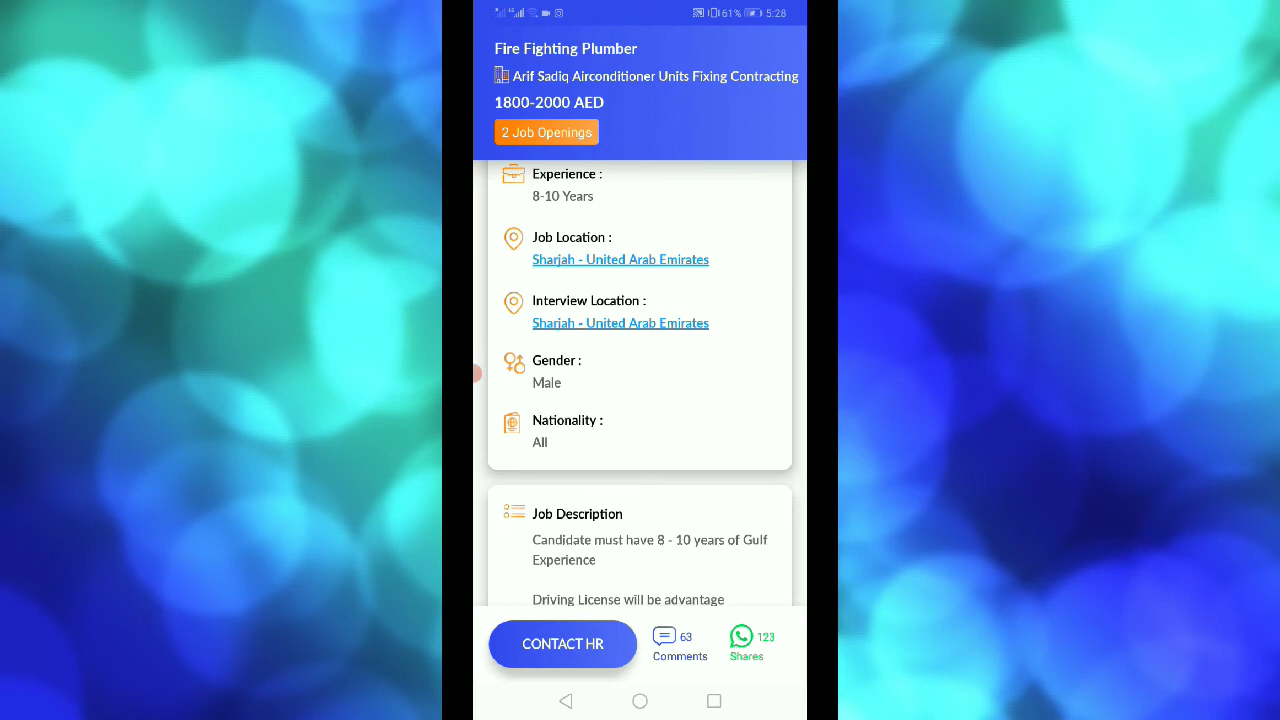 61% 5:28
Fire Fighting Plumber
Arif Sadiq Airconditioner Units Fixing Contracting
1800-2000 AED
2 Job Openings
Experience :
8-10 Years
Job Location :
Sharjah - United Arab Emirates
Interview Location :
Sharjah - United Arab Emirates
Gender :
Male
Nationality :
All
Job Description
Candidate must have 8 - 10 years of Gulf
Experience
Driving License will be advantage
CONTACT HR
63
Comments
123
Shares